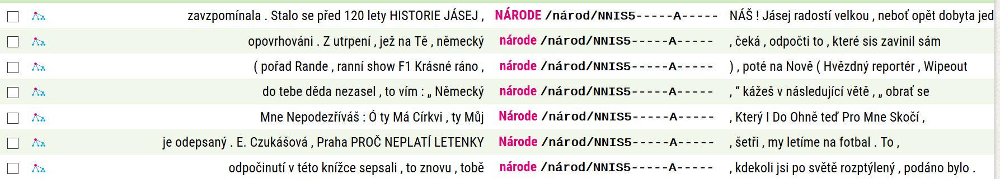 zavzpomínala . Stalo se před 120 lety HISTORIE JÁSEJ , NÁRODE /národ/NNIS5-----A----- NÁŠ ! Jásej radostí velkou , neboť opět dobyta jed
opovrhováni . Z utrpení , jež na Tě , německý národe /národ/NNIS5-----A----- , čeká , odpočti to , které sis zavinil sám
( pořad Rande , ranní show F1 Krásné ráno , národe /národ/NNIS5-----A----- ) , poté na Nově ( Hvězdný reportér , Wipeout
do tebe děda nezasel , to vím : „ Německý národe /národ/NNIS5-----A----- , “ kážeš v následující větě , „ obrať se
Mne Nepodezříváš : Ó ty Má Církvi , ty Můj Národe /národ/NNIS5-----A----- , Který I Do Ohně teď Pro Mne Skočí ,
je odepsaný . E. Czukášová , Praha PROČ NEPLATÍ LETENKY Národe /národ/NNIS5-----A----- , šetři , my letíme na fotbal . To ,
odpočinutí v této knížce sepsali , to znovu , tobě národe /národ/NNIS5-----A----- , kdekoli jsi po světě rozptýlený , podáno bylo .